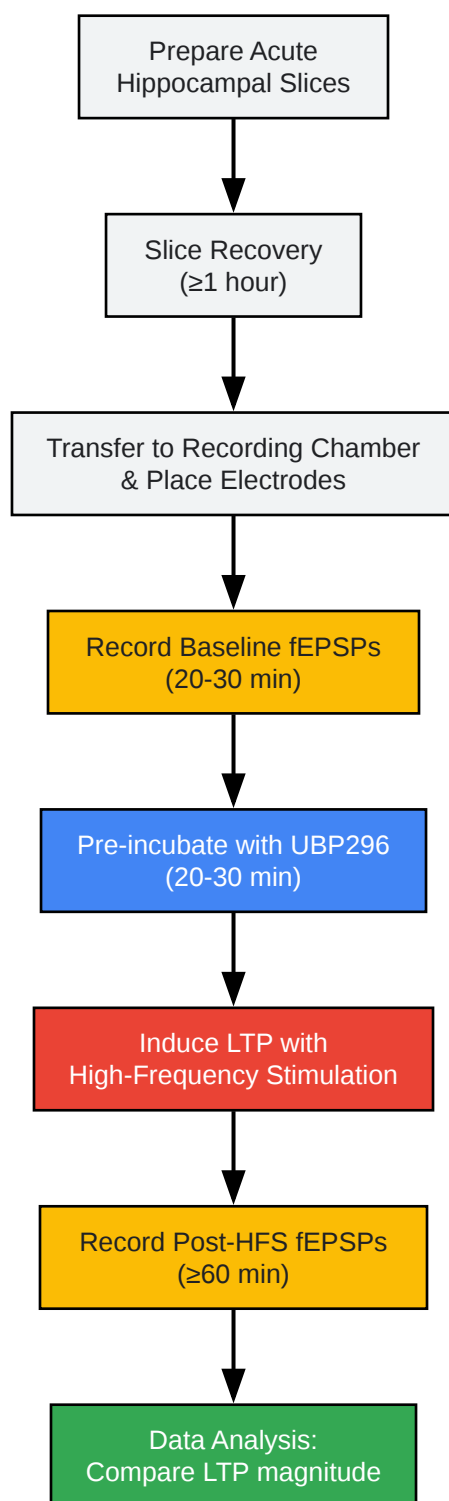 Prepare Acute
Hippocampal Slices
Slice Recovery
(≥1 hour)
Transfer to Recording Chamber
& Place Electrodes
Record Baseline fEPSPs
(20-30 min)
Pre-incubate with UBP296
(20-30 min)
Induce LTP with
High-Frequency Stimulation
Record Post-HFS fEPSPs
(≥60 min)
Data Analysis:
Compare LTP magnitude